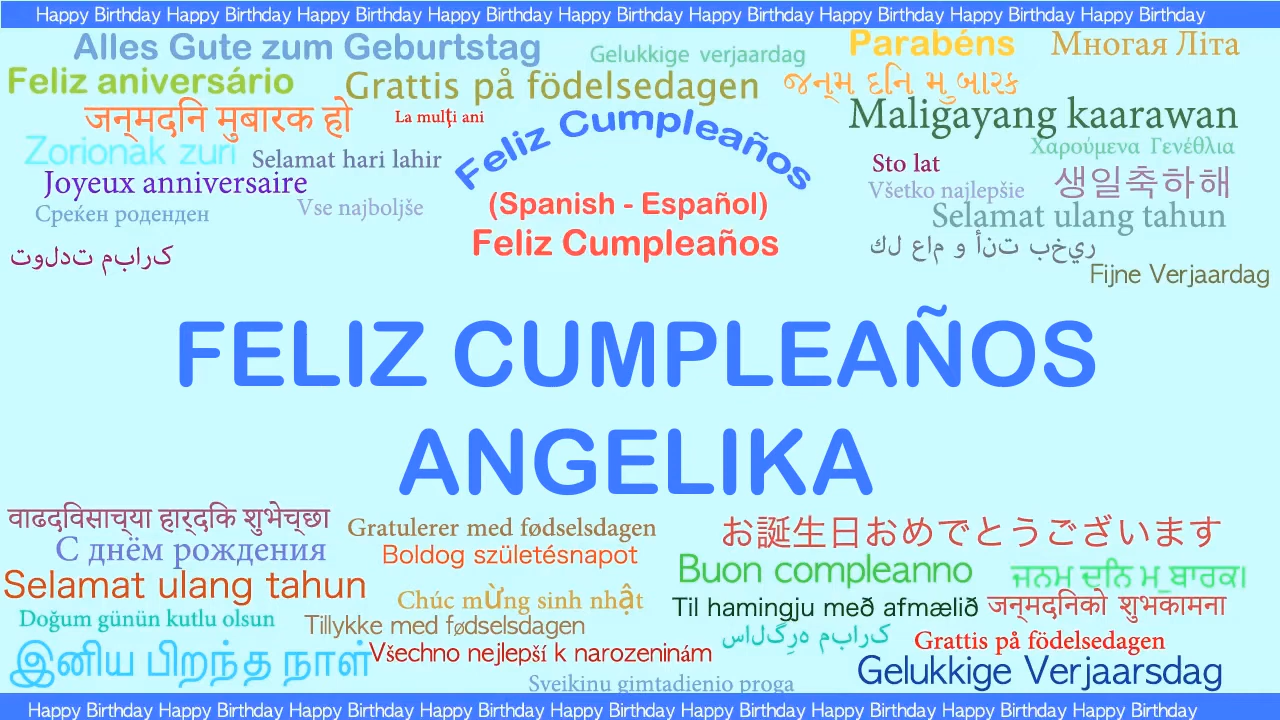 Happy Birthday Happy Birthday Happy Birthday Happy Birthday Happy Birthday Happy Birthday Happy Birthday Happy Birthday Happy Birthday
Alles Gute zum Geburtstag
Gelukkige verjaardag
Parabéns
Многая Літа
Feliz aniversário
Grattis på födelsedagen
જન્મ દિન મુબારક
जन्मदिन मुबारक हो
La mulţi ani
Feliz Cumpleaños
Maligayang kaarawan
Zorionak zuri
Selamat hari lahir
Sto lat
Χαρούμενα Γενέθλια
Joyeux anniversaire
(Spanish - Español)
Všetko najlepšie
생일축하해
Среќен роденден
Vse najboljše
Selamat ulang tahun
Feliz Cumpleaños
تولدت مبارک
كل عام و أنت بخير
Fijne Verjaardag
FELIZ CUMPLEAÑOS
ANGELIKA
वाढदिवसाच्या हार्दिक शुभेच्छा
Gratulerer med fødselsdagen
お誕生日おめでとうございます
С днём рождения
Boldog születésnapot
Buon compleanno
ਜਨਮ ਦਿਨ ਮੁਬਾਰਕ।
Selamat ulang tahun
Chúc mừng sinh nhật
Til hamingju með afmælið
जन्मदिनको शुभकामना
Doğum günün kutlu olsun
Tillykke med fødselsdagen
سالگرہ مبارک
Grattis på födelsedagen
இனிய பிறந்த நாள்
Všechno nejlepší k narozeninám
Gelukkige Verjaarsdag
Sveikinu gimtadienio proga
Happy Birthday Happy Birthday Happy Birthday Happy Birthday Happy Birthday Happy Birthday Happy Birthday Happy Birthday Happy Birthday